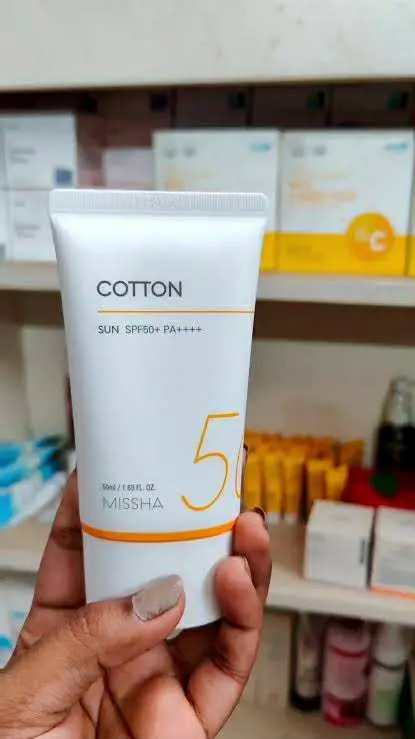 COTTON
SUN SPF50+ PA++++
50
50ml / 1.69 FL. OZ.
MISSHA